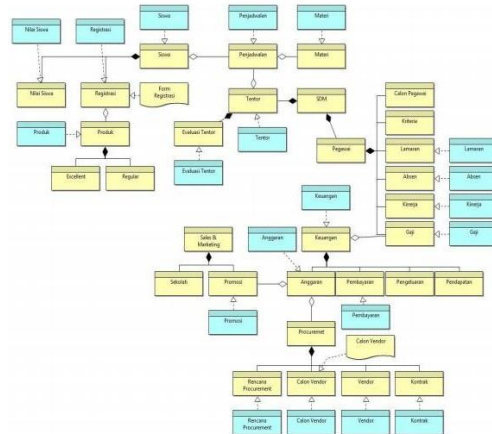 Siswa
Penjadwalan
Materi
Nilai Siswa
Registrasi
Siswa
Penjadwalan
Materi
Nilai Siswa
Registrasi
Form
Registrasi
Tentor
SDM
Calon Pegawai
Kriteria
Produk
Produk
Evaluasi Tentor
Tentor
Pegawai
Lamaran
Lamaran
Excellent
Regular
Evaluasi Tentor
Absen
Absen
Kinerja
Kinerja
Keuangan
Gaji
Gaji
Sales &
Marketing
Anggaran
Keuangan
Sekolah
Promosi
Anggaran
Pembayaran
Pengeluaran
Pendapatan
Promosi
Pembayaran
Procuremet
Calon Vendor
Rencana
Procurement
Calon Vendor
Vendor
Kontrak
Rencana
Procurement
Calon Vendor
Vendor
Kontrak